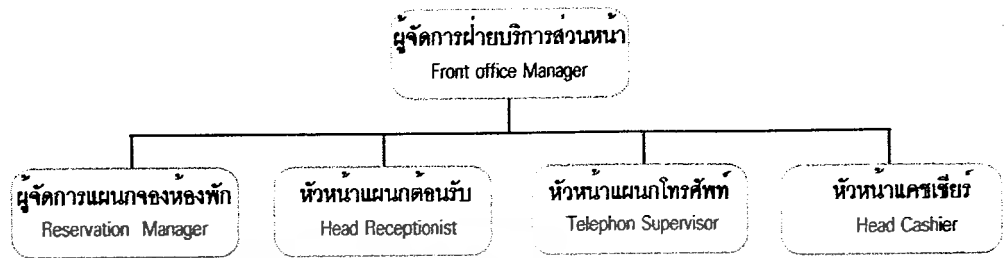 ผู้จัดการฝ่ายบริการส่วนหน้า
Front office Manager
ผู้จัดการแผนกจองห้องพัก
Reservation Manager
หัวหน้าแผนกต้อนรับ
Head Receptionist
หัวหน้าแผนกโทรศัพท์
Telephon Supervisor
หัวหน้าแคชเชียร์
Head Cashier